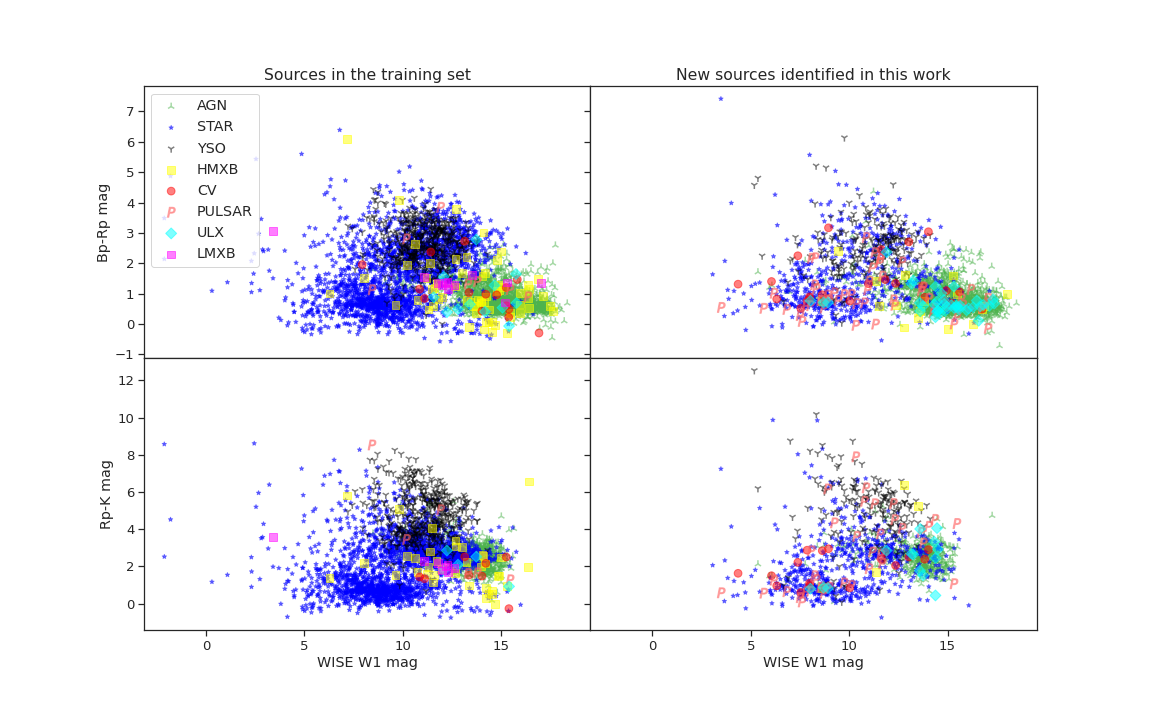 Sources in the training set
New sources identified in this work
Bp-Rp mag
7
6
5
4
3
2
1
0
−1
AGN
STAR
YSO
HMXB
CV
PULSAR
ULX
LMXB
Rp-K mag
12
10
8
6
4
2
0
0 5 10 15
0 5 10 15
WISE W1 mag
WISE W1 mag